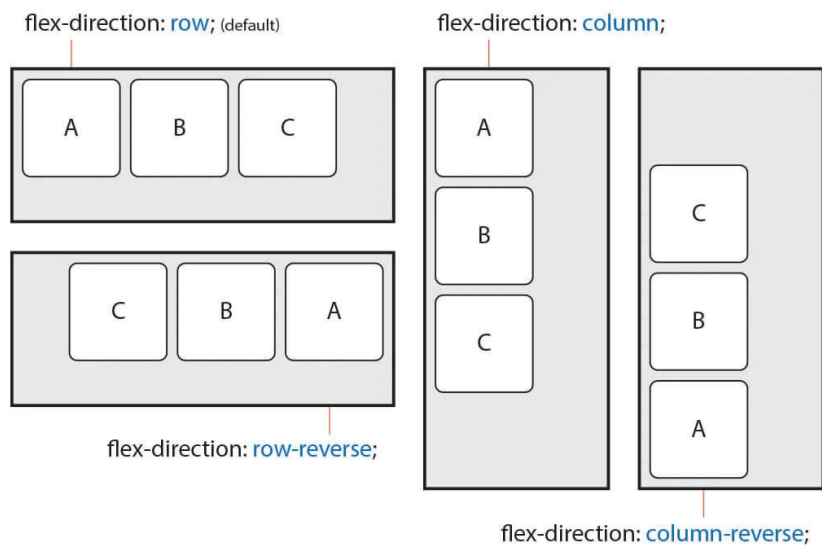 flex-direction: row; (default)
A B C
C B A
flex-direction: row-reverse;
flex-direction: column;
A
B
C
C
B
A
flex-direction: column-reverse;